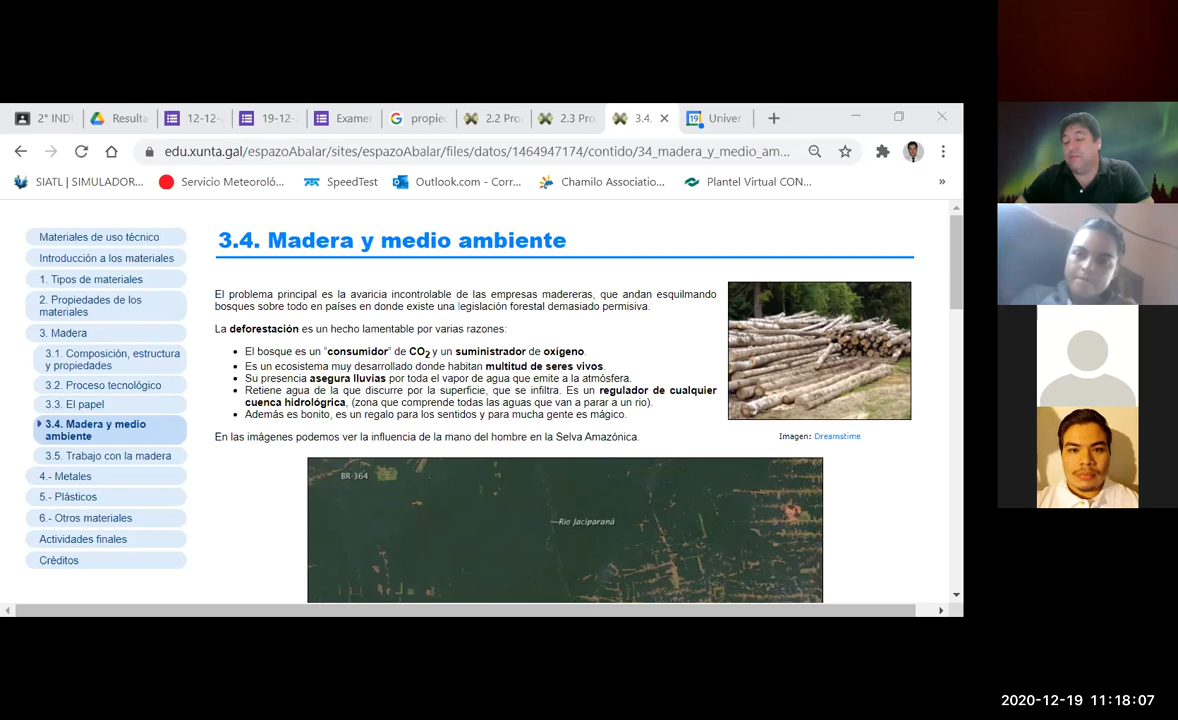 2° IND
Resulta
12-12-
19-12-
Examer
propie
2.2 Pro
2.3 Pro
3.4.
19
Univer
edu.xunta.gal/espazoAbalar/sites/espazoAbalar/files/datos/1464947174/contido/34_madera_y_medio_am...
SIATL | SIMULADOR...
Servicio Meteoroló...
SpeedTest
Outlook.com - Corr...
Chamilo Associatio...
Plantel Virtual CON...
»
Materiales de uso técnico
Introducción a los materiales
1. Tipos de materiales
2. Propiedades de los
materiales
3. Madera
3.1. Composición, estructura
y propiedades
3.2. Proceso tecnológico
3.3. El papel
3.4. Madera y medio
ambiente
3.5. Trabajo con la madera
4.- Metales
5.- Plásticos
6.- Otros materiales
Actividades finales
Créditos
3.4. Madera y medio ambiente
El problema principal es la avaricia incontrolable de las empresas madereras, que andan esquilmando
bosques sobre todo en países en donde existe una legislación forestal demasiado permisiva.
La deforestación es un hecho lamentable por varias razones:
• El bosque es un "consumidor" de CO2 y un suministrador de oxígeno.
• Es un ecosistema muy desarrollado donde habitan multitud de seres vivos.
• Su presencia asegura lluvias por toda el vapor de agua que emite a la atmósfera.
• Retiene agua de la que discurre por la superficie, que se infiltra. Es un regulador de cualquier
cuenca hidrológrica, (zona que comprende todas las aguas que van a parar a un río).
• Además es bonito, es un regalo para los sentidos y para mucha gente es mágico.
En las imágenes podemos ver la influencia de la mano del hombre en la Selva Amazónica.
Imagen: Dreamstime
BR-364
Rio Jaciparaná
2020-12-19 11:18:07